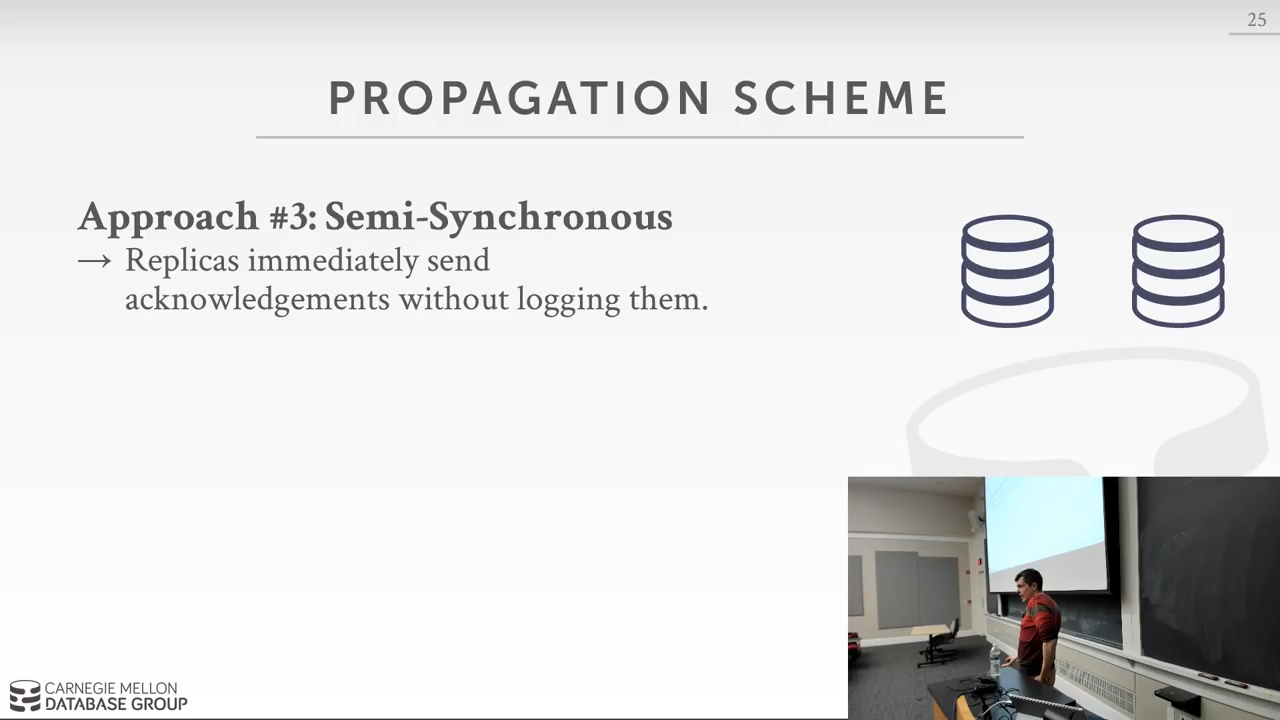 25
PROPAGATION SCHEME
Approach #3: Semi-Synchronous
→ Replicas immediately send
acknowledgements without logging them.
CARNEGIE MELLON
DATABASE GROUP